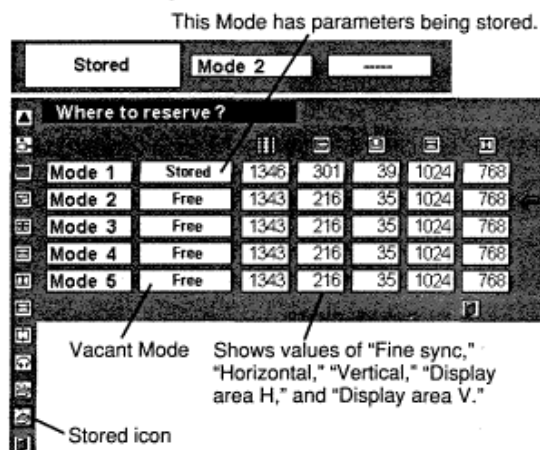 This Mode has parameters being stored.
Stored Mode 2 -----
Where to reserve ?
Mode 1 Stored 1346 301 39 1024 768
Mode 2 Free 1343 216 35 1024 768
Mode 3 Free 1343 216 35 1024 768
Mode 4 Free 1343 216 35 1024 768
Mode 5 Free 1343 216 35 1024 768
Vacant Mode
Shows values of “Fine sync,”
“Horizontal,” “Vertical,” “Display
area H,” and “Display area V.”
Stored icon